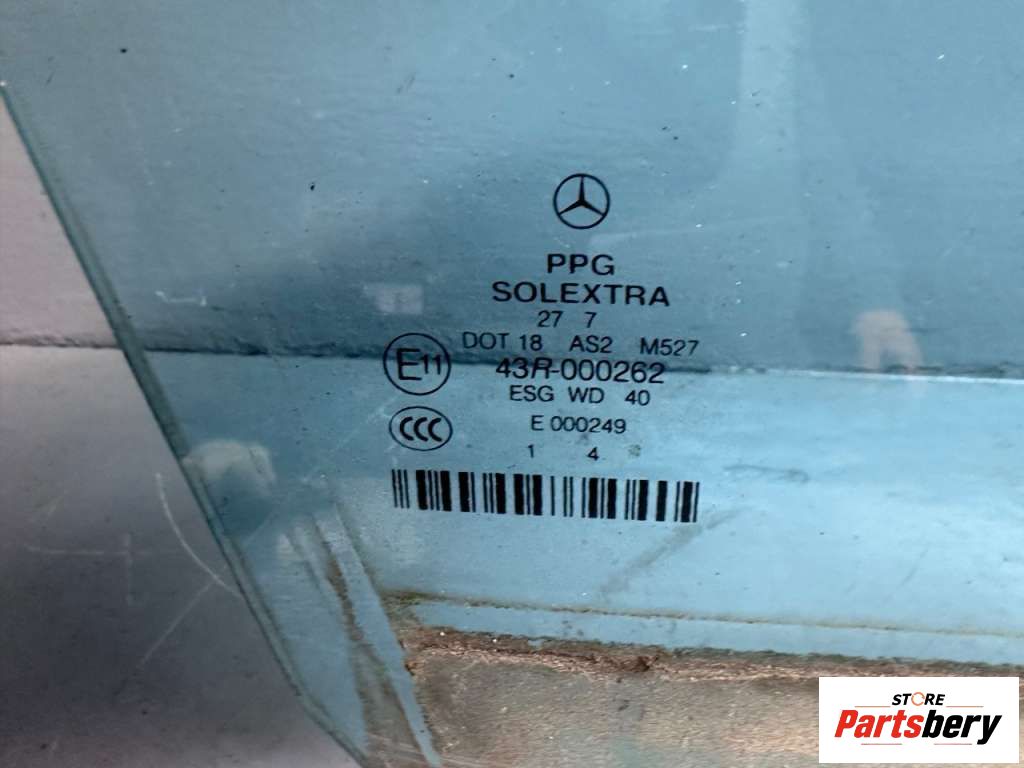 PPG
SOLEXTRA
27 7
DOT 18 AS2 M527
E11
43R-000262
ESG WD 40
CCC
E 000249
1 4
STORE
Partsbery